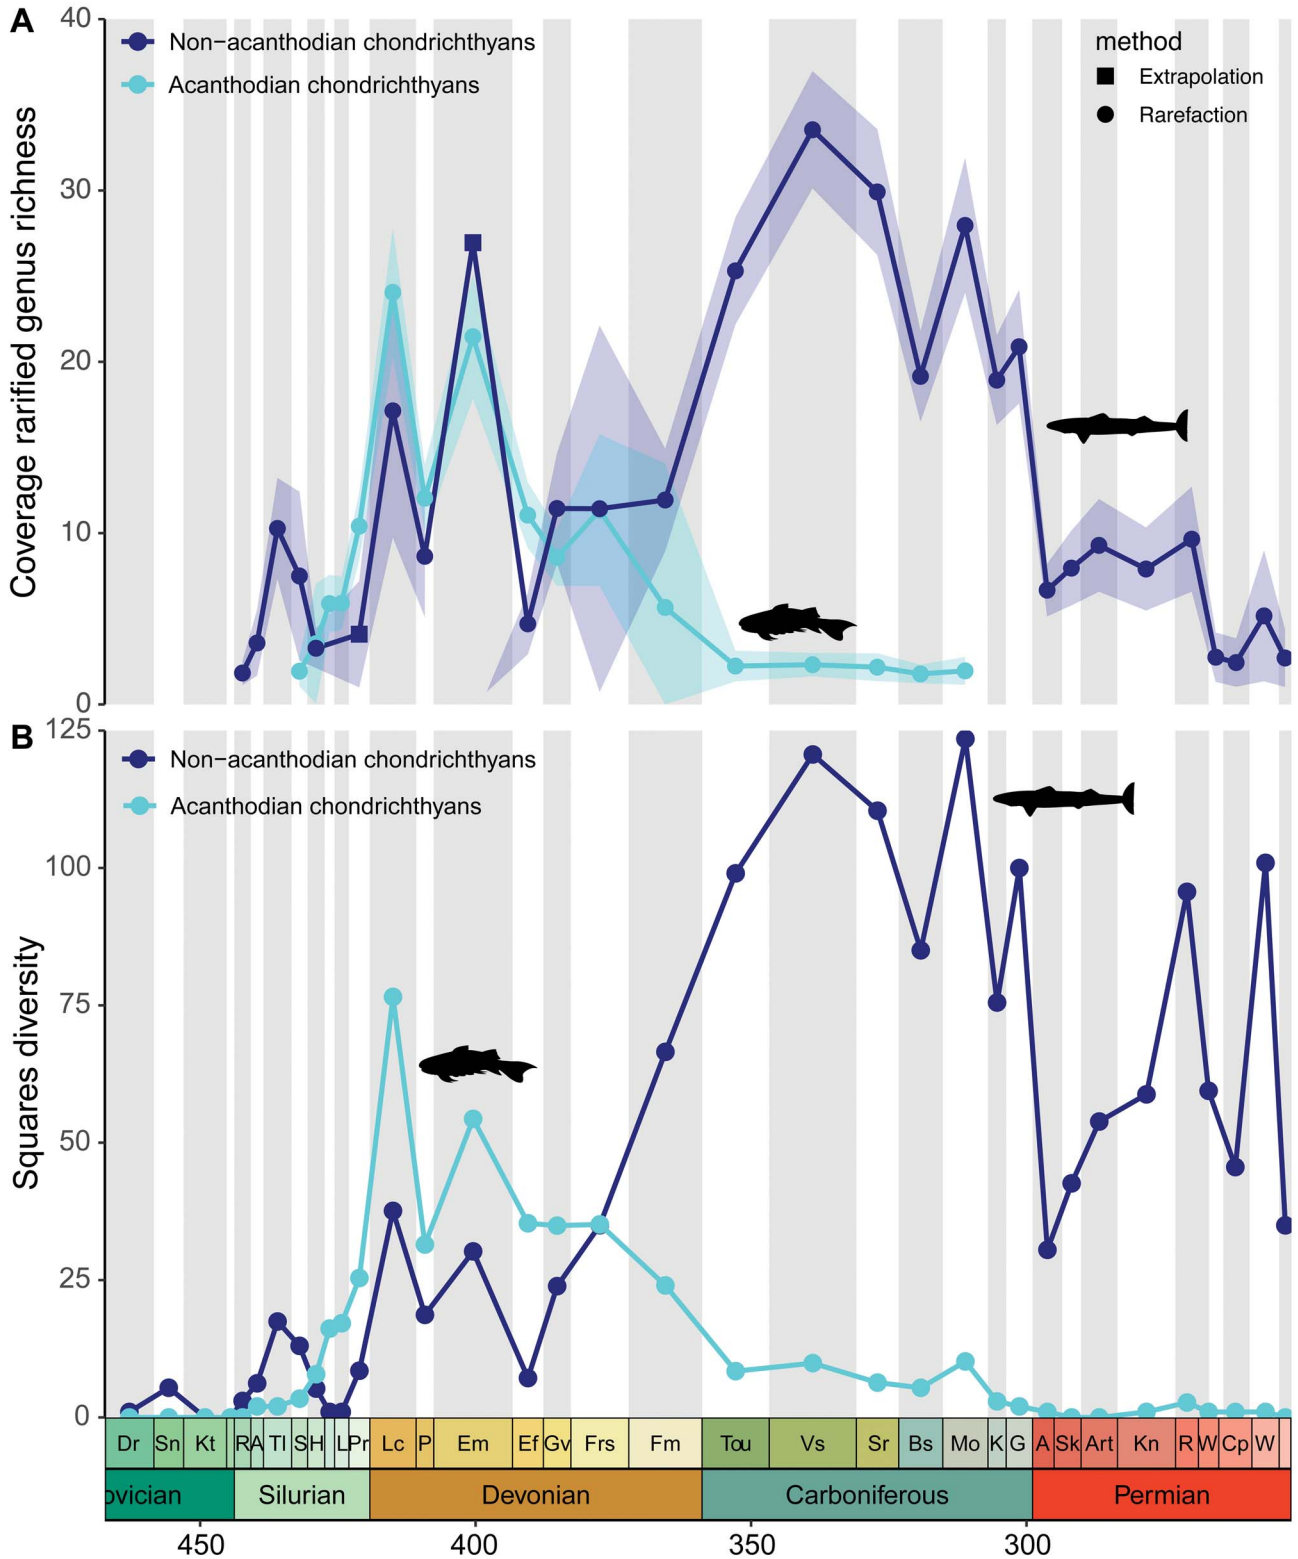 A
40
Non−acanthodian chondrichthyans
Acanthodian chondrichthyans
method
Extrapolation
Rarefaction
Coverage rarified genus richness
30
20
10
0
B
125
Non−acanthodian chondrichthyans
Acanthodian chondrichthyans
100
Squares diversity
75
50
25
0
Dr Sn Kt R A Tl S H L Pr Lc P Em Ef Gv Frs Fm Tou Vs Sr Bs Mo K G A Sk Art Kn R W Cp W
ovician Silurian Devonian Carboniferous Permian
450 400 350 300